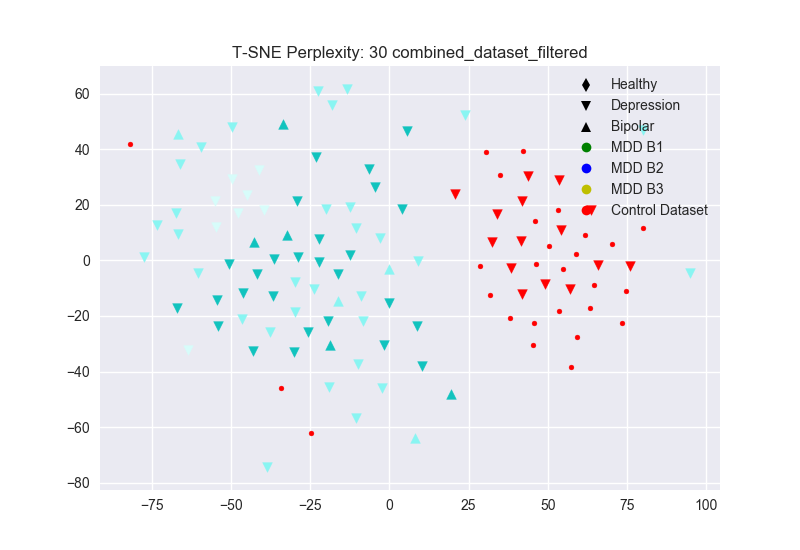 T-SNE Perplexity: 30 combined_dataset_filtered
Healthy
Depression
Bipolar
MDD B1
MDD B2
MDD B3
Control Dataset
60
40
20
0
−20
−40
−60
−80
−75 −50 −25 0 25 50 75 100